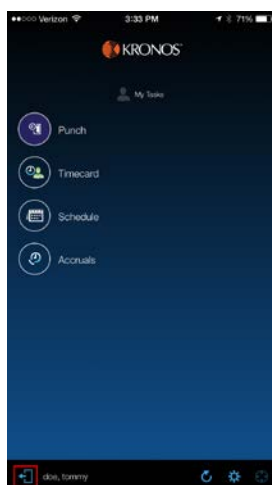 Verizon 3:33 PM 71%
KRONOS
My Tasks
Punch
Timecard
Schedule
Accruals
doe, tommy